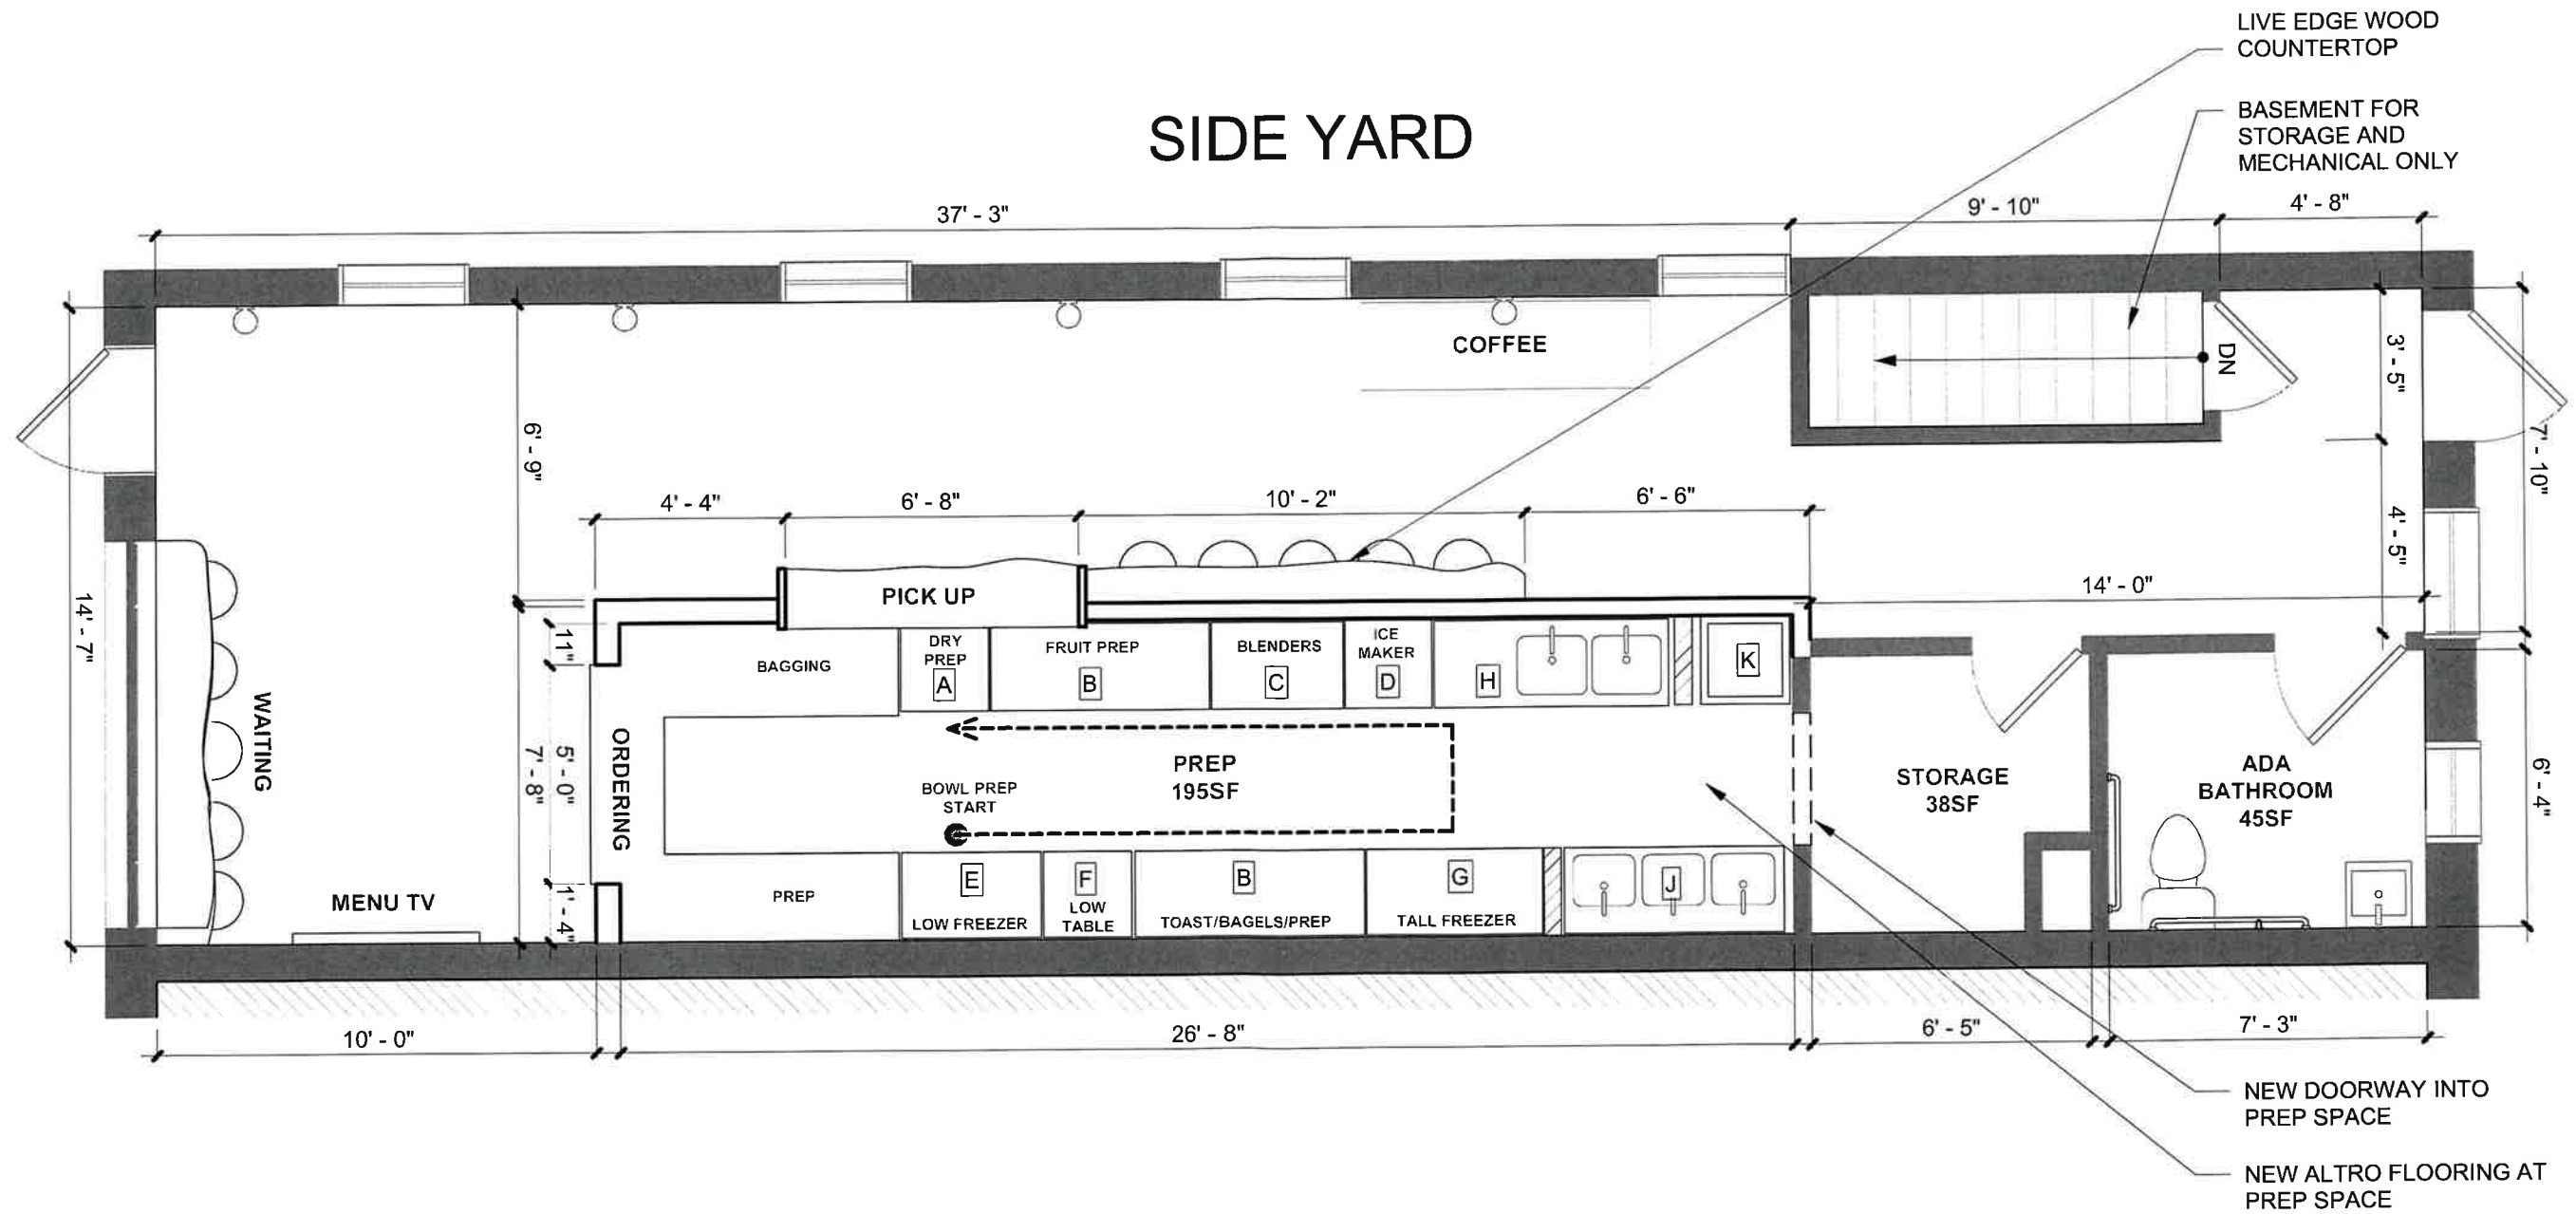 LIVE EDGE WOOD
COUNTERTOP
BASEMENT FOR
STORAGE AND
MECHANICAL ONLY
SIDE YARD
37' - 3"
9' - 10"
4' - 8"
COFFEE
DN
3' - 5"
7' - 10"
6' - 9"
4' - 4"
6' - 8"
10' - 2"
6' - 6"
4' - 5"
14' - 0"
14' - 7"
PICK UP
11"
BAGGING
DRY
PREP
A
FRUIT PREP
B
BLENDERS
C
ICE
MAKER
D
H
K
WAITING
ORDERING
5' - 0"
7' - 8"
PREP
195SF
BOWL PREP
START
STORAGE
38SF
ADA
BATHROOM
45SF
6' - 4"
MENU TV
1' - 4"
PREP
E
LOW FREEZER
F
LOW
TABLE
B
TOAST/BAGELS/PREP
G
TALL FREEZER
J
10' - 0"
26' - 8"
6' - 5"
7' - 3"
NEW DOORWAY INTO
PREP SPACE
NEW ALTRO FLOORING AT
PREP SPACE